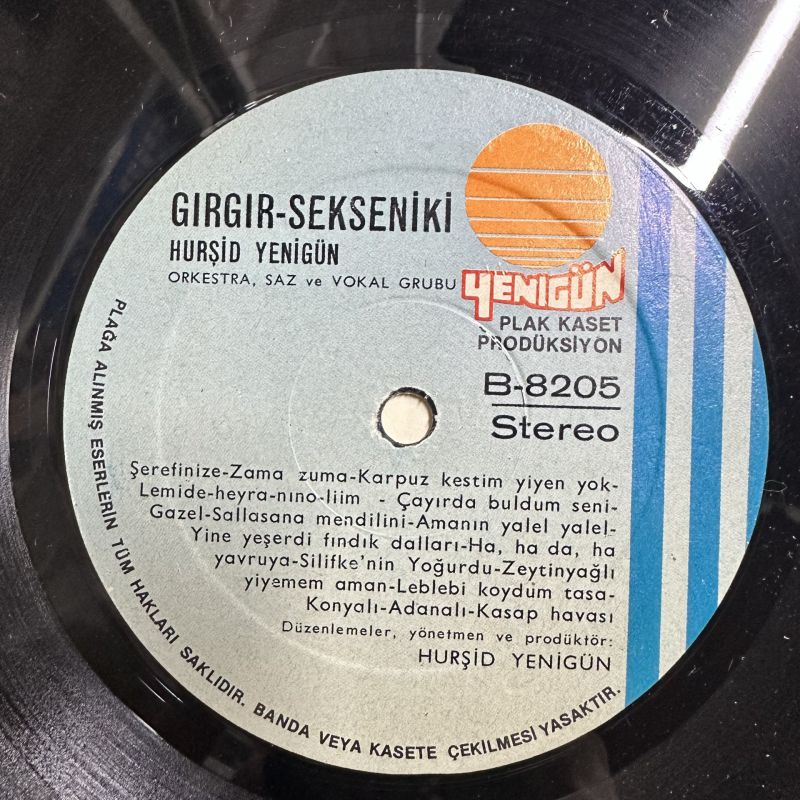 GIRGIR-SEKSENİKİ
HURŞİD YENİGÜN
ORKESTRA, SAZ ve VOKAL GRUBU
YENİGÜN
PLAK KASET
PRODÜKSİYON
B-8205
Stereo
Şerefinize-Zama zuma-Karpuz kestim yiyen yok-
Lemide-heyra-nıno-liim - Çayırda buldum seni-
Gazel-Sallasana mendilini-Amanın yalel yalel-
Yine yeşerdi fındık dalları-Ha, ha da, ha
yavruya-Silifke'nin Yoğurdu-Zeytinyağlı
yiyemem aman-Leblebi koydum tasa-
Konyalı-Adanalı-Kasap havası
Düzenlemeler, yönetmen ve prodüktör:
HURŞİD YENİGÜN
PLAĞA ALINMIŞ ESERLERİN TÜM HAKLARI SAKLIDIR. BANDA VEYA KASETE ÇEKİLMESİ YASAKTIR.